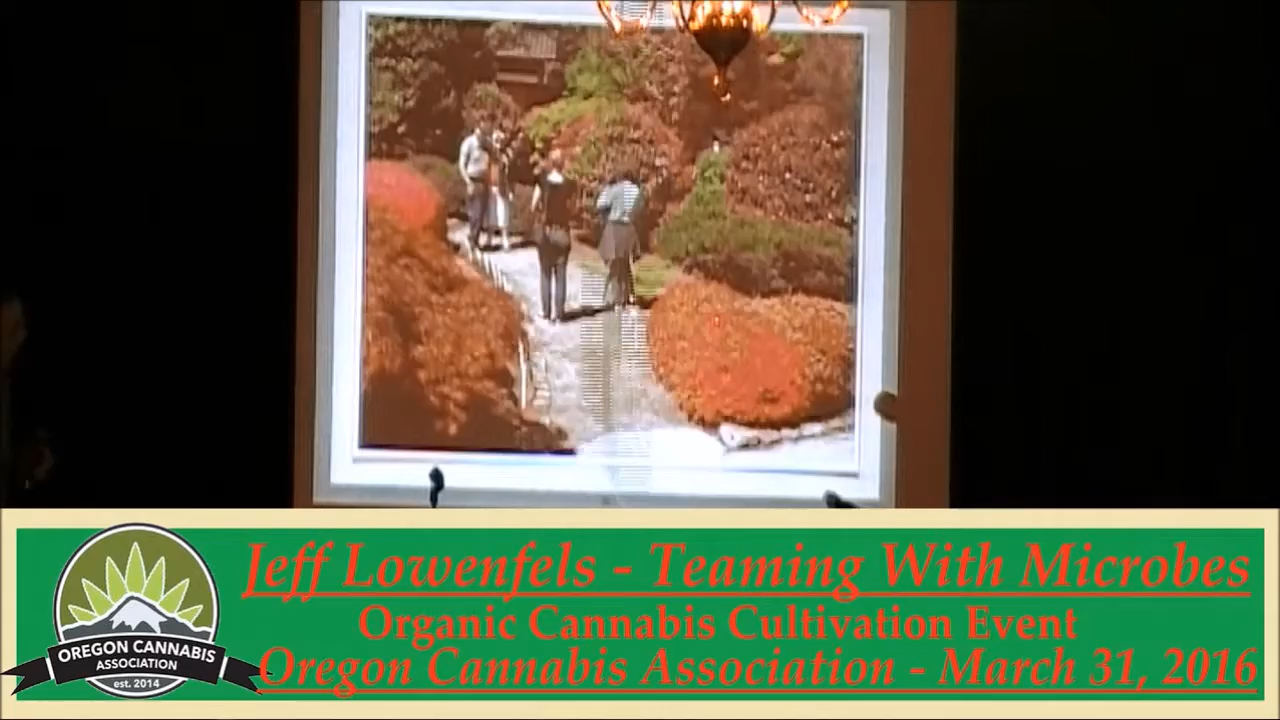 Jeff Lowenfels - Teaming With Microbes
Organic Cannabis Cultivation Event
Oregon Cannabis Association - March 31, 2016
OREGON CANNABIS
ASSOCIATION
est. 2014